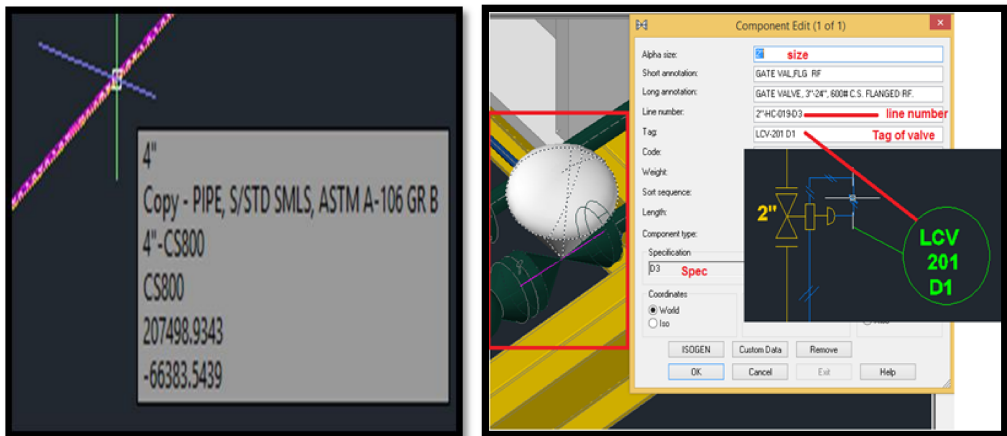 4"
Copy - PIPE, S/STD SMLS, ASTM A-106 GR B
4"-CS800
CS800
207498.9343
-66383.5439
Component Edit (1 of 1)
Alpha size:
2"
size
Short annotation:
GATE VAL,FLG RF
Long annotation:
GATE VALVE, 3"-24", 600# C.S. FLANGED RF.
Line number:
2"-HC-019-D3
line number
Tag:
LCV-201 D1
Tag of valve
Code:
Weight:
Sort sequence:
Length:
Component type:
Specification
D3
Spec
Coordinates
World
Iso
2"
LCV
201
D1
ISOGEN
Custom Data
Remove
OK
Cancel
Exit
Help